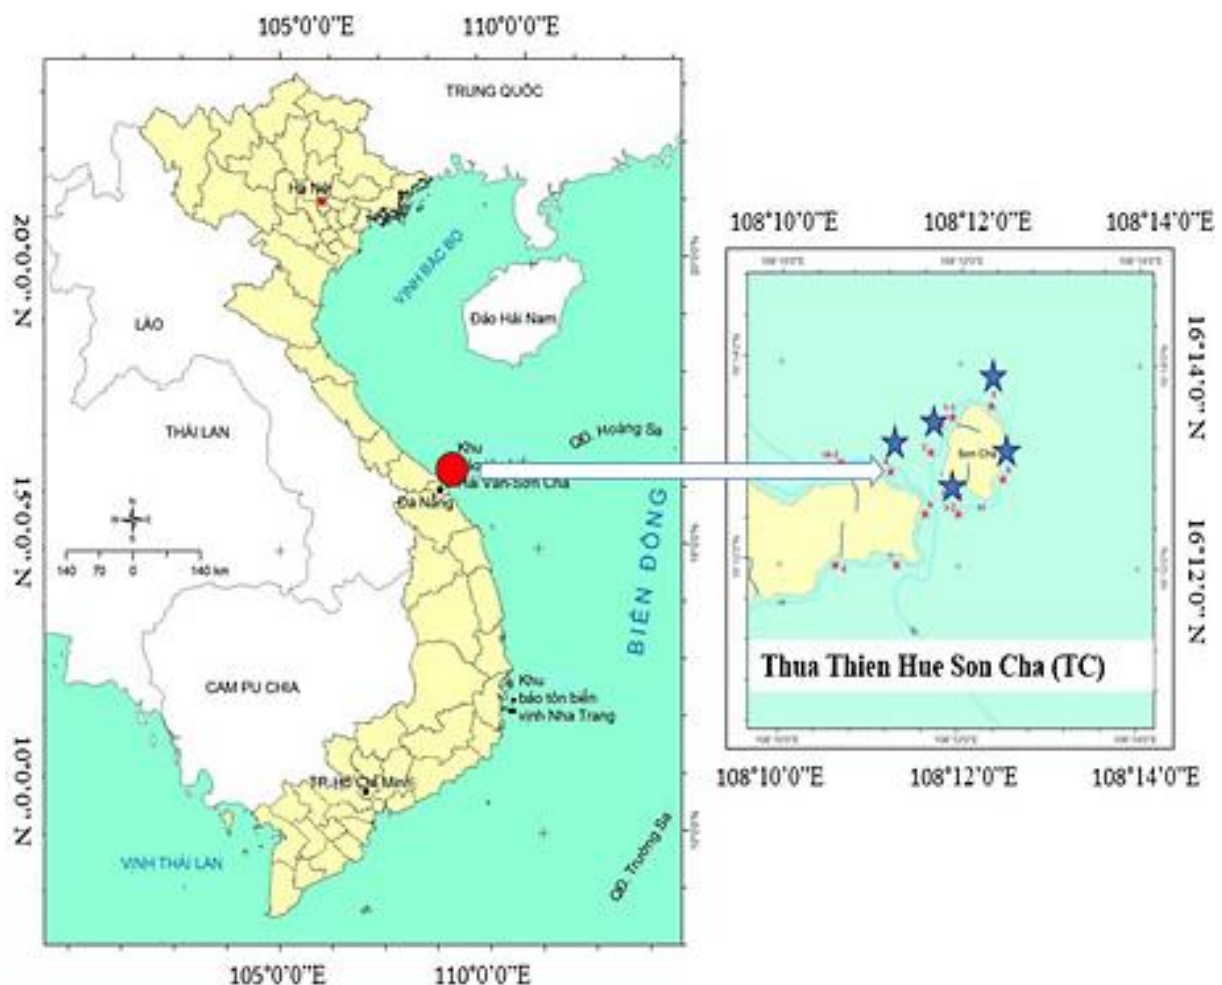 105°0'0"E
110°0'0"E
TRUNG QUỐC
Hà Nội
20°0'0"N
VỊNH BẮC BỘ
LÀO
Đảo Hải Nam
THÁI LAN
QĐ. Hoàng Sa
Khu
Hải Vân-Sơn Chà
Đà Nẵng
15°0'0"N
BIỂN ĐÔNG
140 70 0 140 km
CAM PU CHIA
Khu
bảo tồn biển
vịnh Nha Trang
10°0'0"N
TP. Hồ Chí Minh
VỊNH THÁI LAN
QĐ. Trường Sa
105°0'0"E
110°0'0"E
108°10'0"E
108°12'0"E
108°14'0"E
16°14'0"N
Son Cha
16°12'0"N
Thua Thien Hue Son Cha (TC)
108°10'0"E
108°12'0"E
108°14'0"E